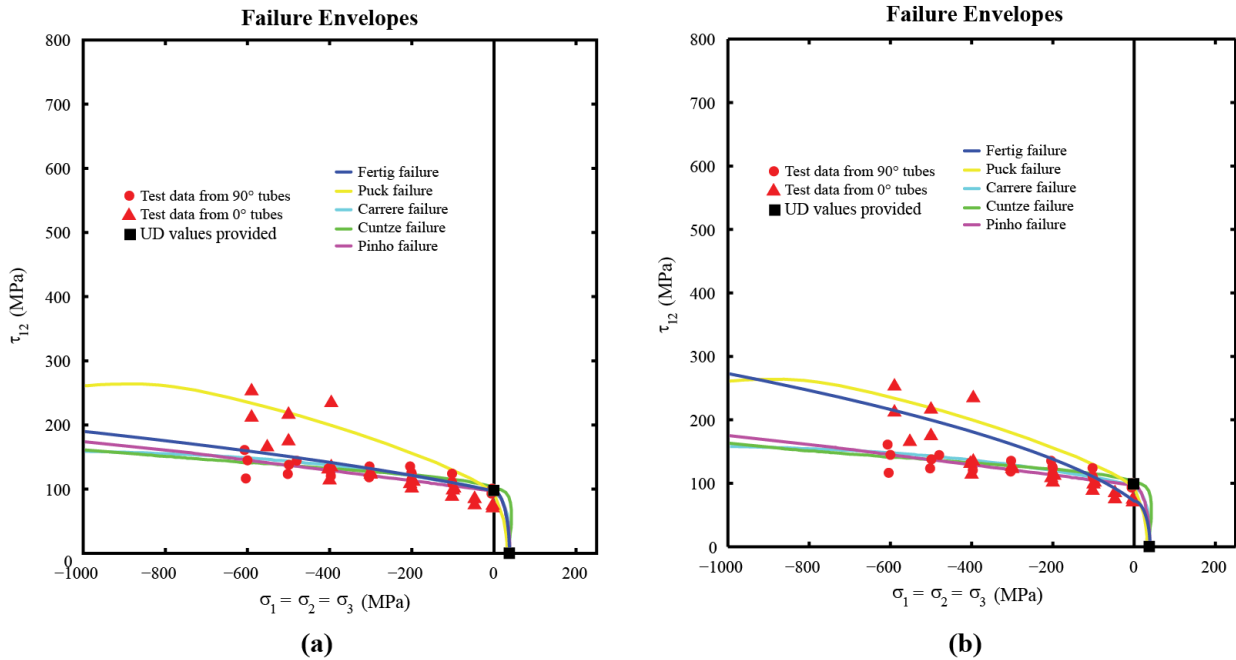 Failure Envelopes
800
700
600
500
400
300
200
100
0
τ12 (MPa)
Test data from 90° tubes
Test data from 0° tubes
UD values provided
Fertig failure
Puck failure
Carrere failure
Cuntze failure
Pinho failure
−1000 −800 −600 −400 −200 0 200
σ1 = σ2 = σ3 (MPa)
(a)
Failure Envelopes
800
700
600
500
400
300
200
100
0
τ12 (MPa)
Test data from 90° tubes
Test data from 0° tubes
UD values provided
Fertig failure
Puck failure
Carrere failure
Cuntze failure
Pinho failure
−1000 −800 −600 −400 −200 0 200
σ1 = σ2 = σ3 (MPa)
(b)